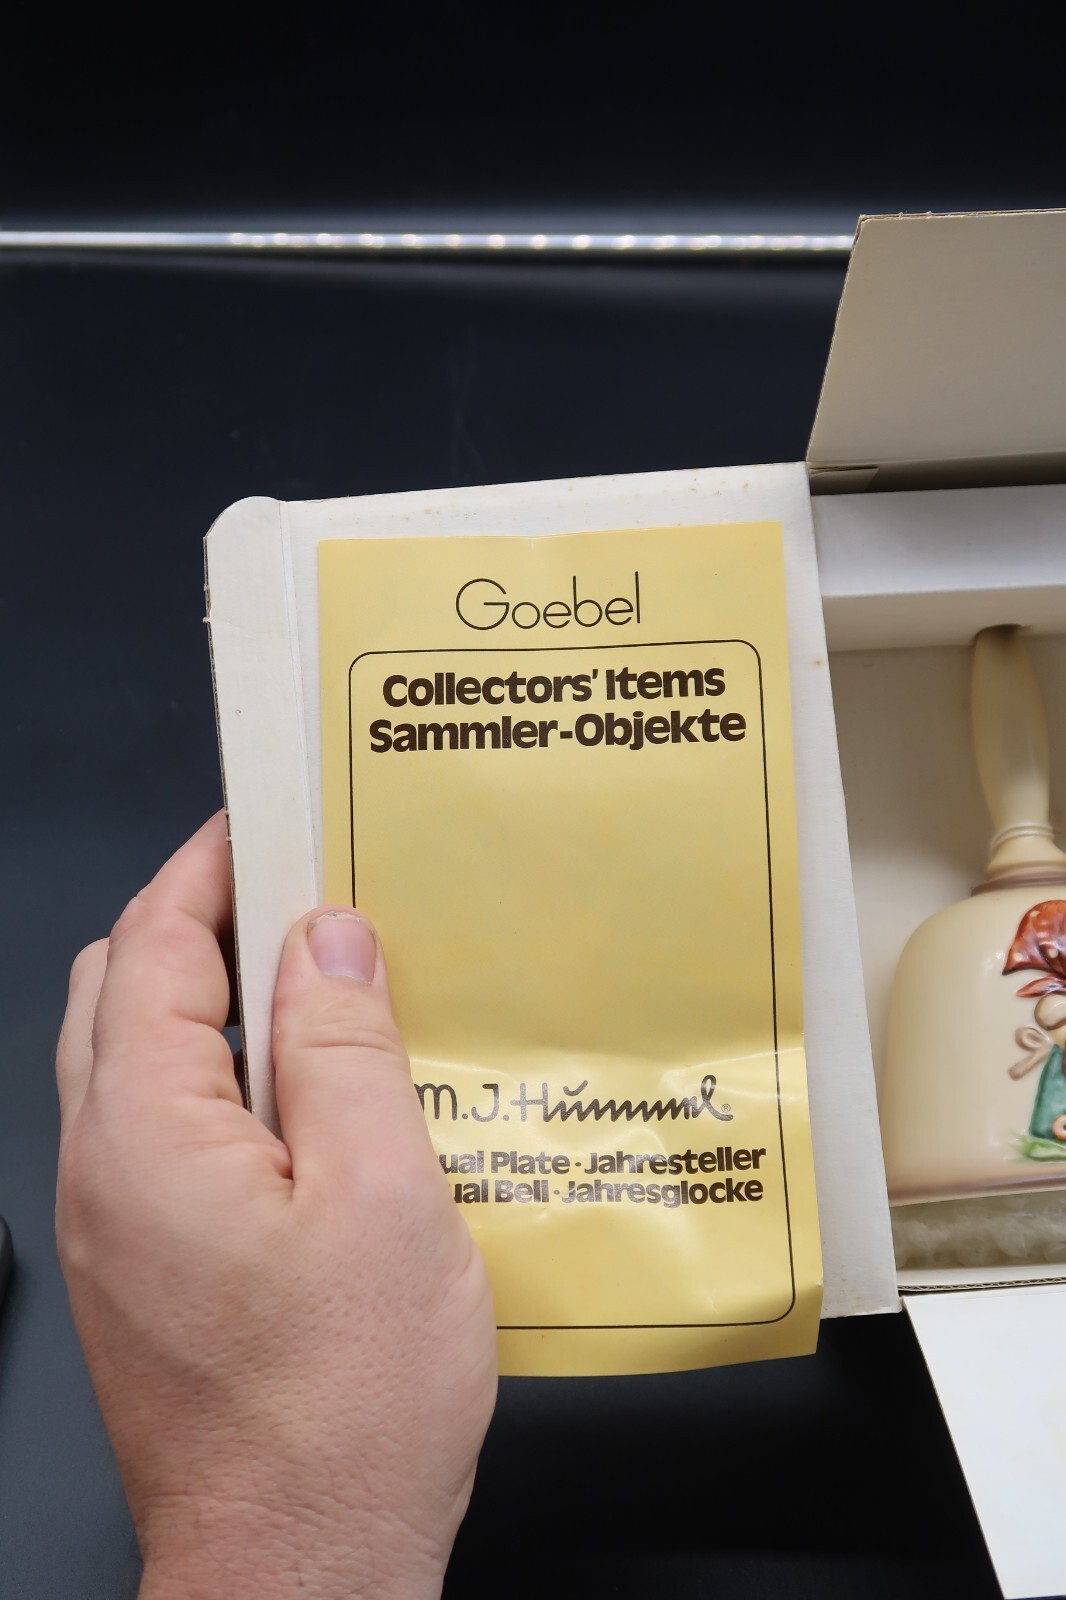 Goebel
Collectors' Items
Sammler-Objekte
M.J. Hummel®
ual Plate · Jahresteller
ual Bell · Jahresglocke